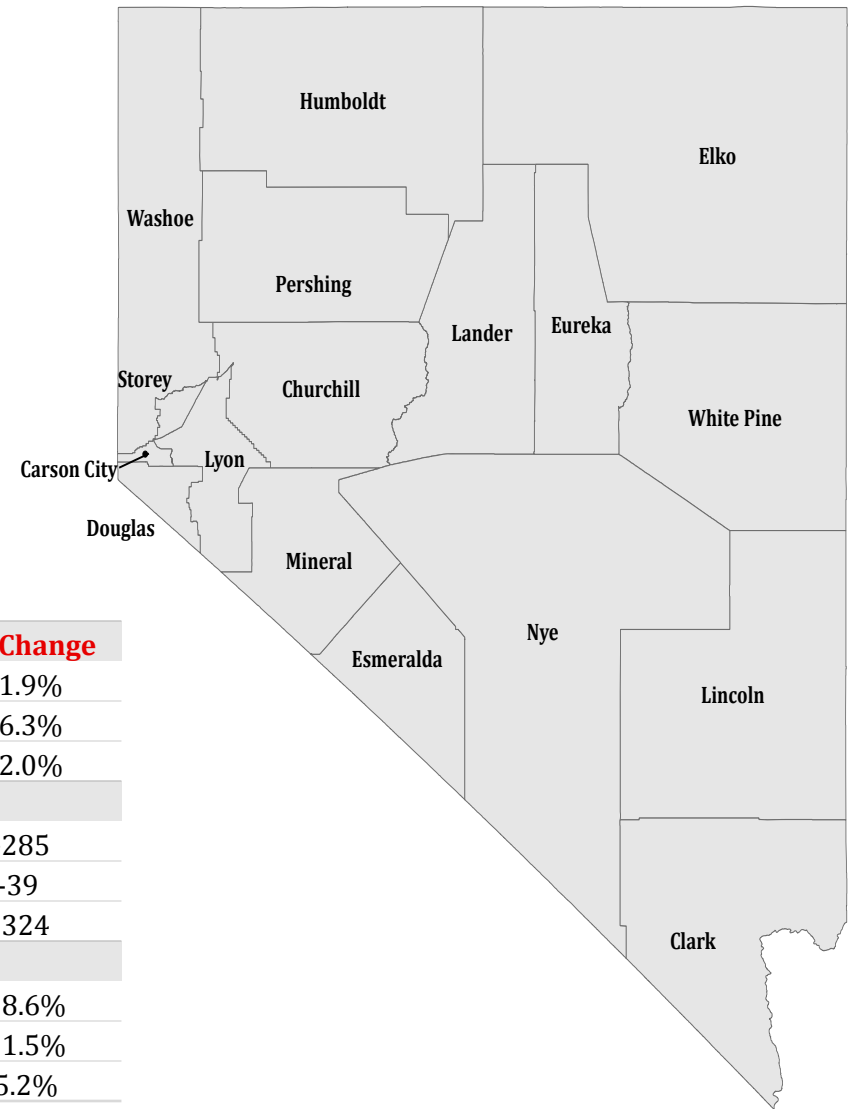 Humboldt
Elko
Washoe
Pershing
Lander
Eureka
Storey
Churchill
White Pine
Lyon
Carson City
Douglas
Mineral
Nye
Esmeralda
Lincoln
Clark
Change
1.9%
6.3%
2.0%
285
-39
324
8.6%
1.5%
5.2%